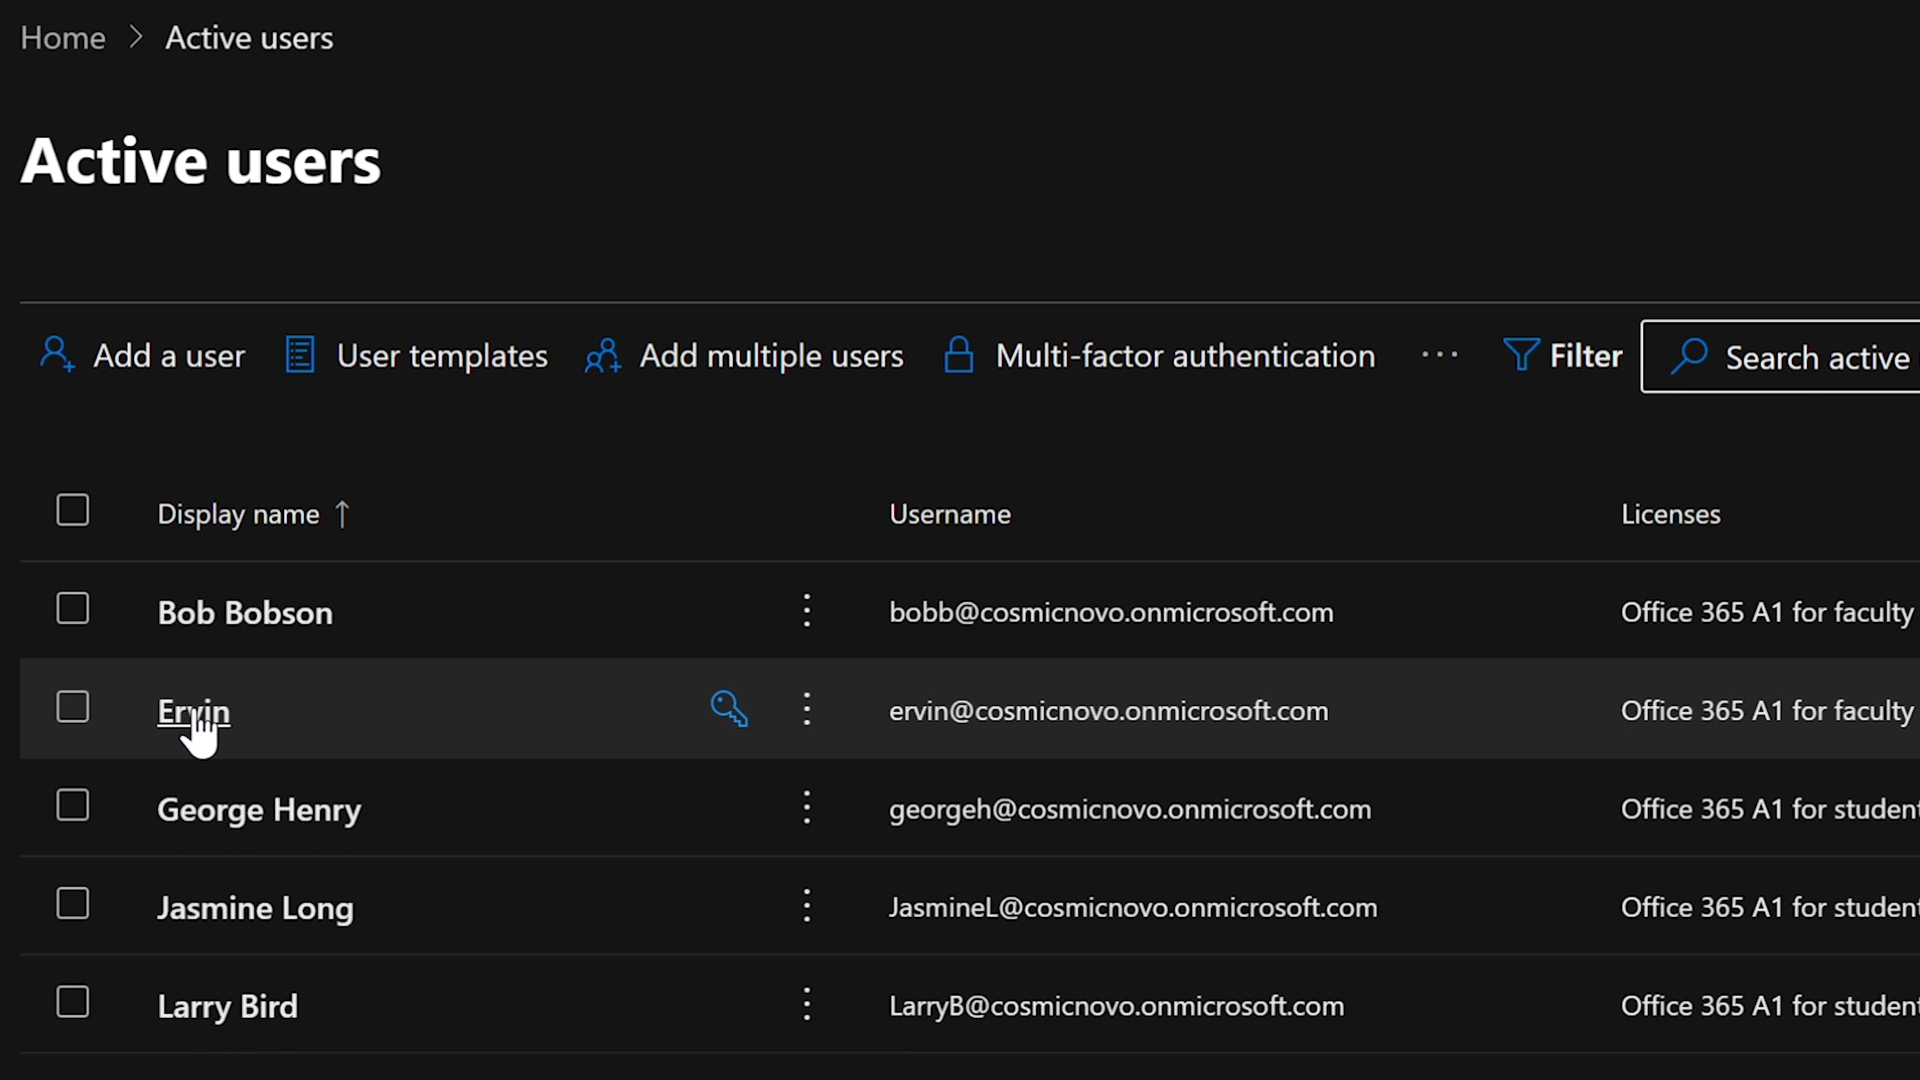 Home > Active users
Active users
Add a user User templates Add multiple users Multi-factor authentication ... Filter Search active
Display name ↑ Username Licenses
Bob Bobson bobb@cosmicnovo.onmicrosoft.com Office 365 A1 for faculty
Ervin ervin@cosmicnovo.onmicrosoft.com Office 365 A1 for faculty
George Henry georgeh@cosmicnovo.onmicrosoft.com Office 365 A1 for student
Jasmine Long JasmineL@cosmicnovo.onmicrosoft.com Office 365 A1 for student
Larry Bird LarryB@cosmicnovo.onmicrosoft.com Office 365 A1 for student